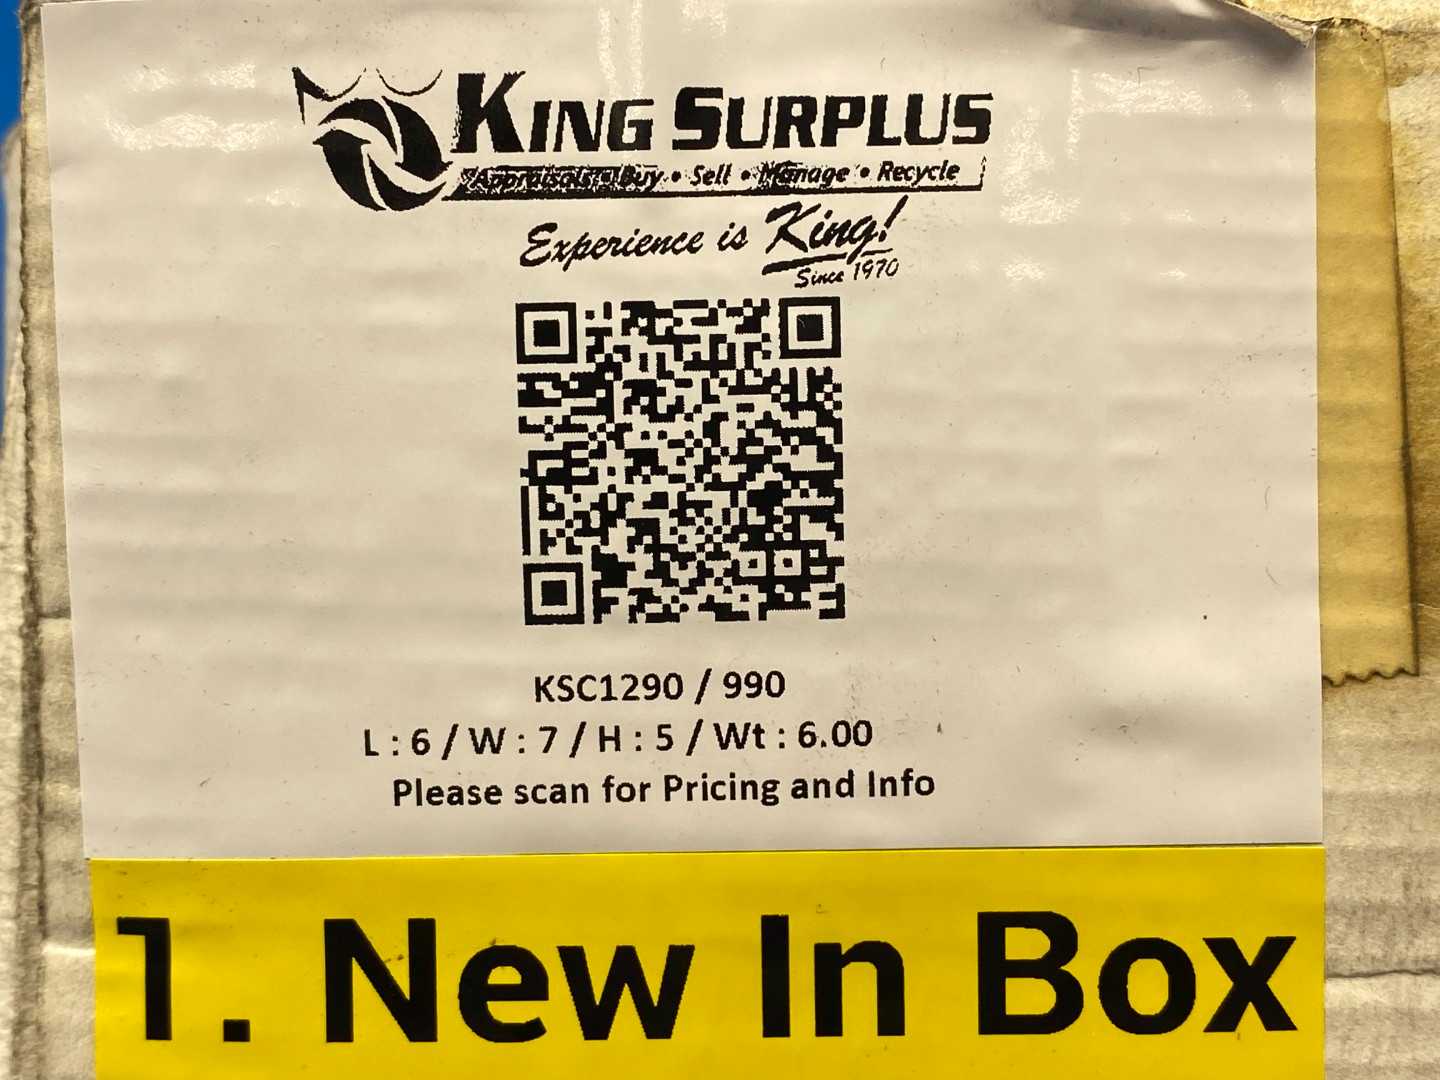 KING SURPLUS
Appraisals • Buy • Sell • Manage • Recycle
Experience is King!
Since 1970
KSC1290 / 990
L : 6 / W : 7 / H : 5 / Wt : 6.00
Please scan for Pricing and Info
1. New In Box